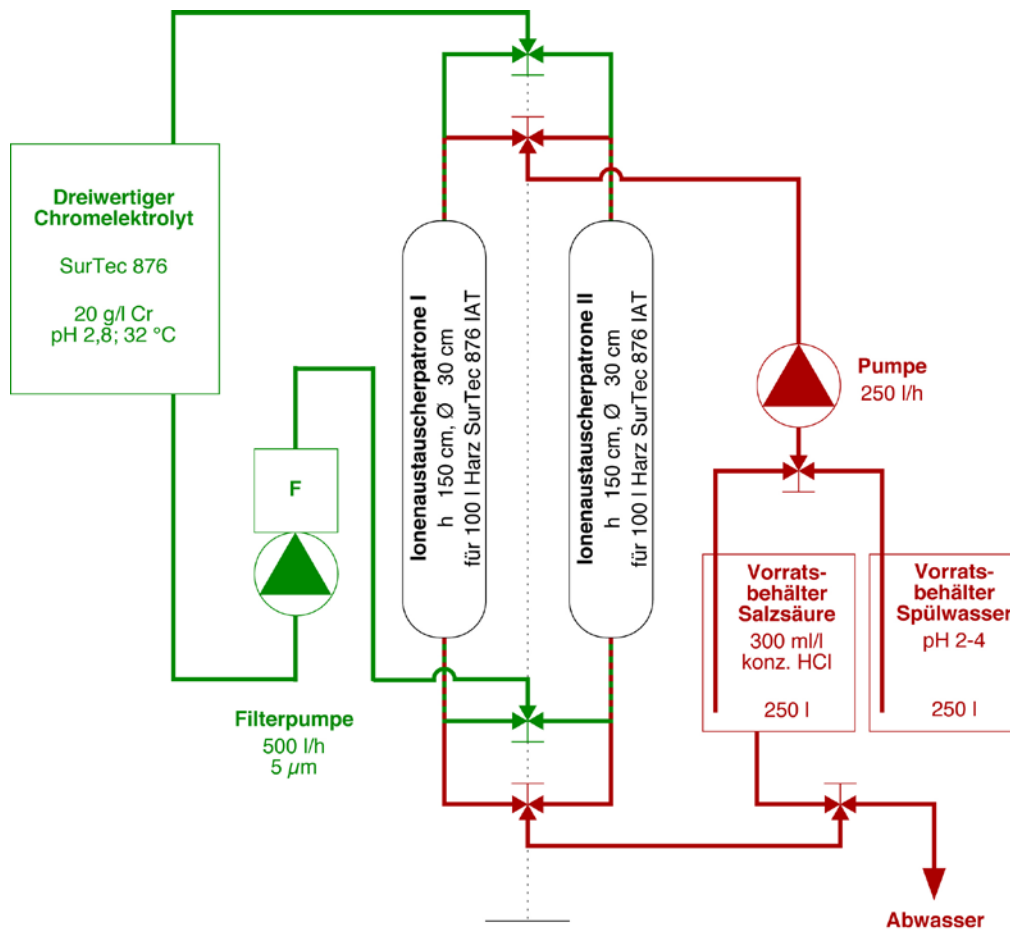 Dreiwertiger
Chromelektrolyt
SurTec 876
20 g/l Cr
pH 2,8; 32 °C
F
Filterpumpe
500 l/h
5 µm
Ionenaustauscherpatrone I
h 150 cm, Ø 30 cm
für 100 l Harz SurTec 876 IAT
Ionenaustauscherpatrone II
h 150 cm, Ø 30 cm
für 100 l Harz SurTec 876 IAT
Pumpe
250 l/h
Vorrats-
behälter
Salzsäure
300 ml/l
konz. HCl
250 l
Vorrats-
behälter
Spülwasser
pH 2-4
250 l
Abwasser